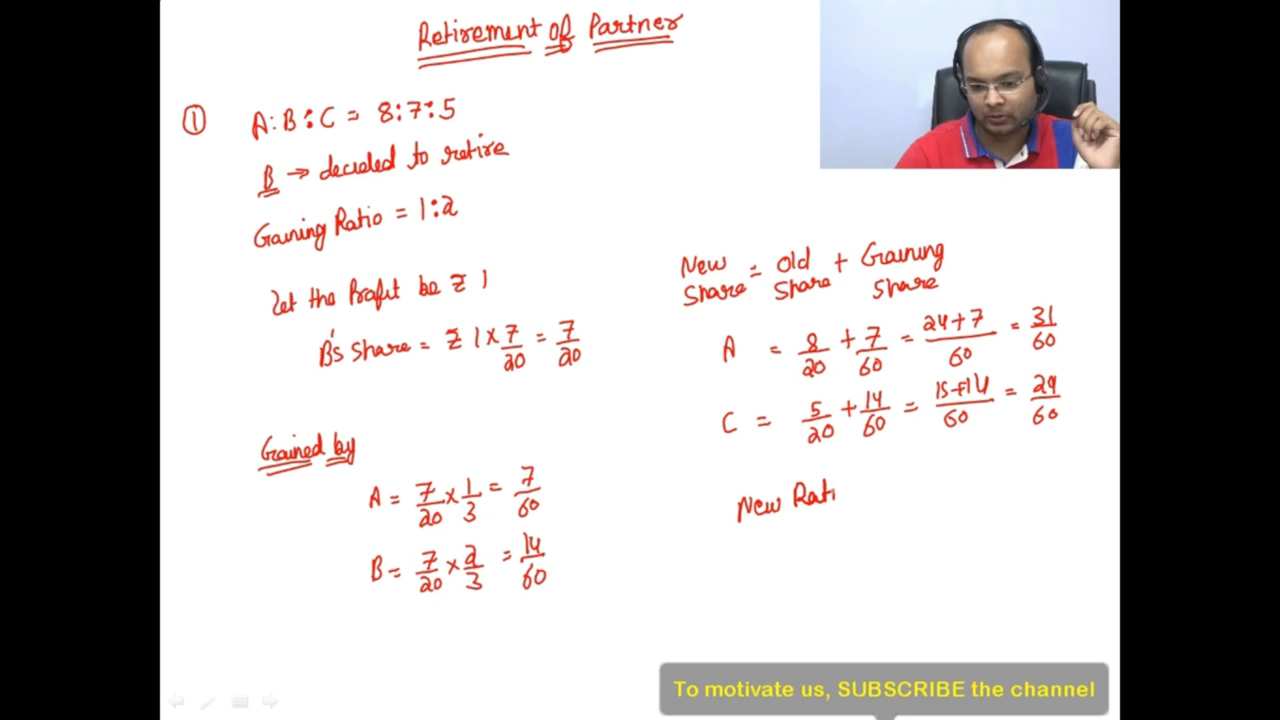 Retirement of Partner
① A:B:C = 8:7:5
B → decided to retire
Gaining Ratio = 1:2
Let the Profit be ₹ 1
B's share = ₹ 1 × 7/20 = 7/20
Gained by
A = 7/20 × 1/3 = 7/60
B = 7/20 × 2/3 = 14/60
New Share = Old Share + Gaining Share
A = 8/20 + 7/60 = 24+7/60 = 31/60
C = 5/20 + 14/60 = 15+14/60 = 29/60
New Rati
To motivate us, SUBSCRIBE the channel